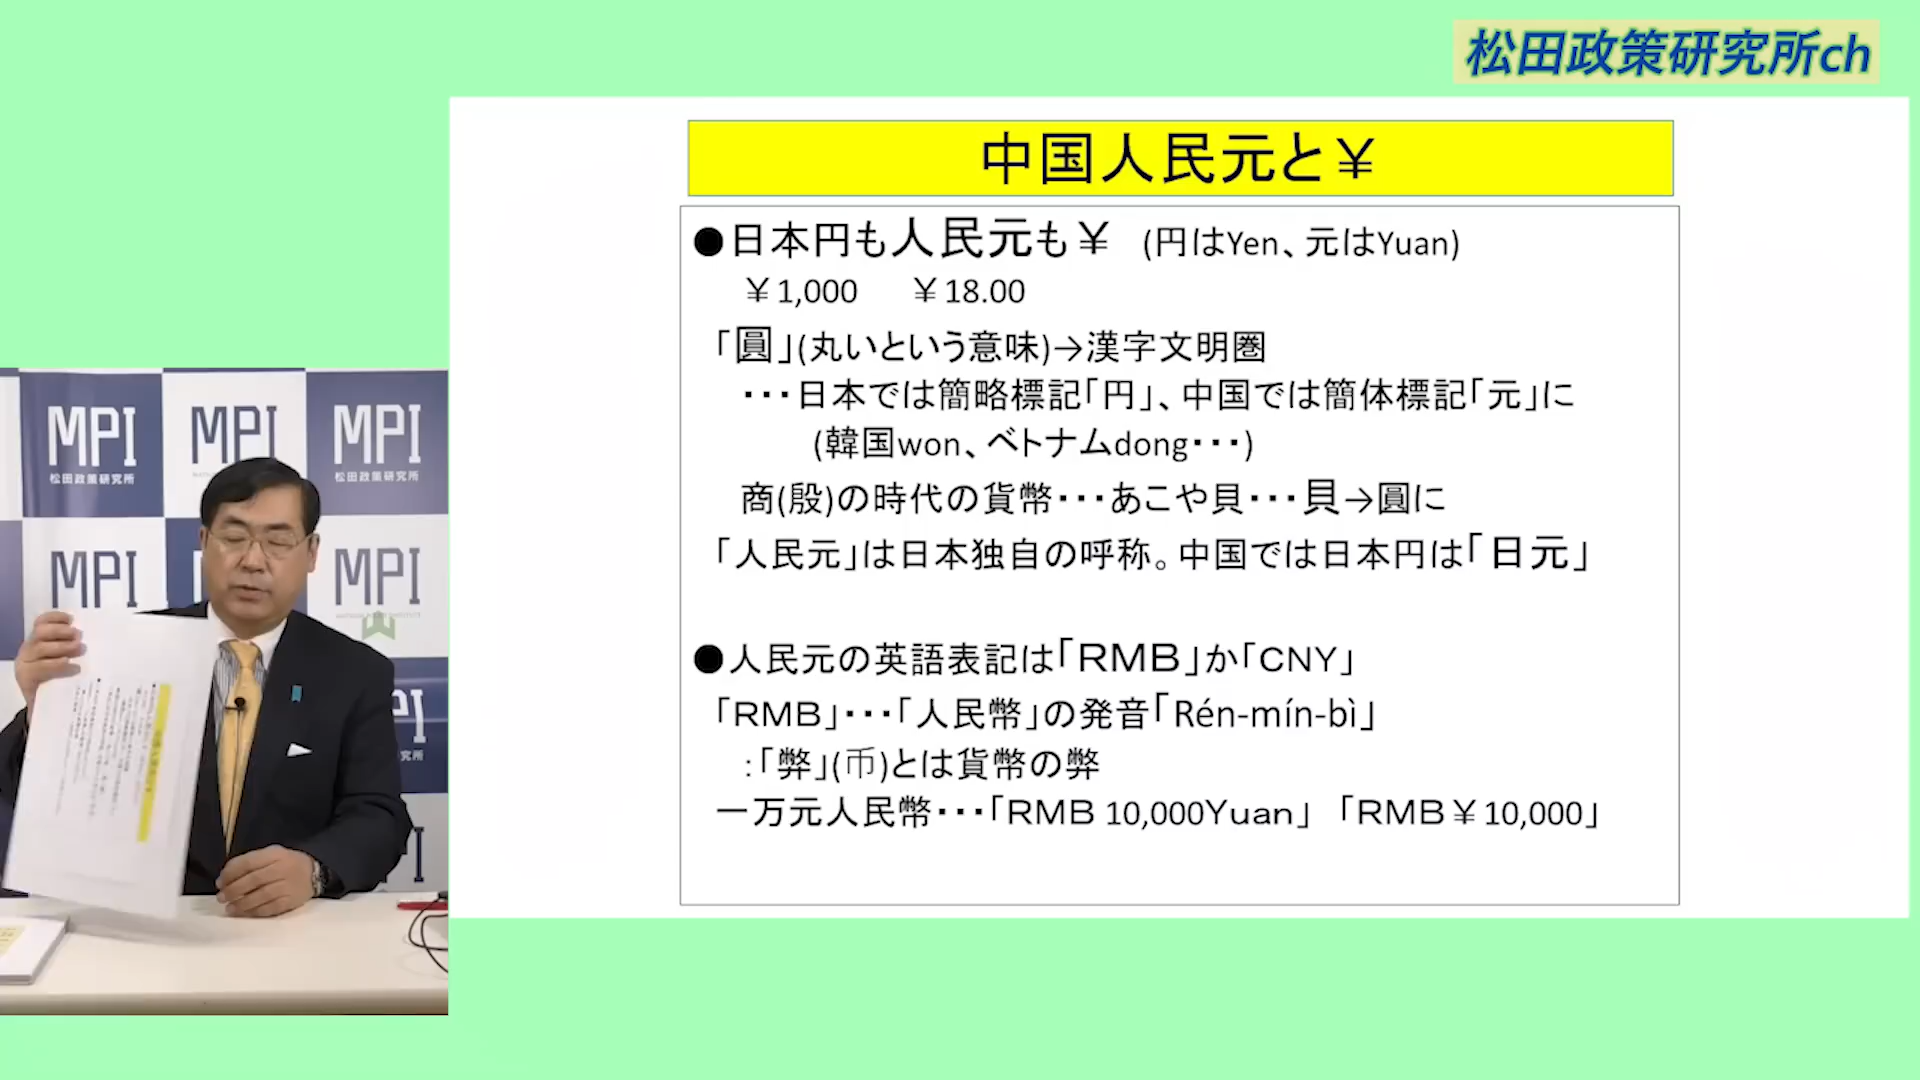 松田政策研究所ch
中国人民元と￥
●日本円も人民元も￥ (円はYen、元はYuan)
￥1,000 ￥18.00
「圓」(丸いという意味)→漢字文明圏
・・・日本では簡略標記「円」、中国では簡体標記「元」に
(韓国won、ベトナムdong・・・)
商(殷)の時代の貨幣・・・あこや貝・・・貝→圓に
「人民元」は日本独自の呼称。中国では日本円は「日元」
●人民元の英語表記は「RMB」か「CNY」
「RMB」・・・「人民幣」の発音「Rén-mín-bì」
：「弊」(币)とは貨幣の弊
一万元人民幣・・・「RMB 10,000Yuan」 「RMB￥10,000」
MPI
松田政策研究所
MPI
MPI
松田政策研究所
MPI
MPI